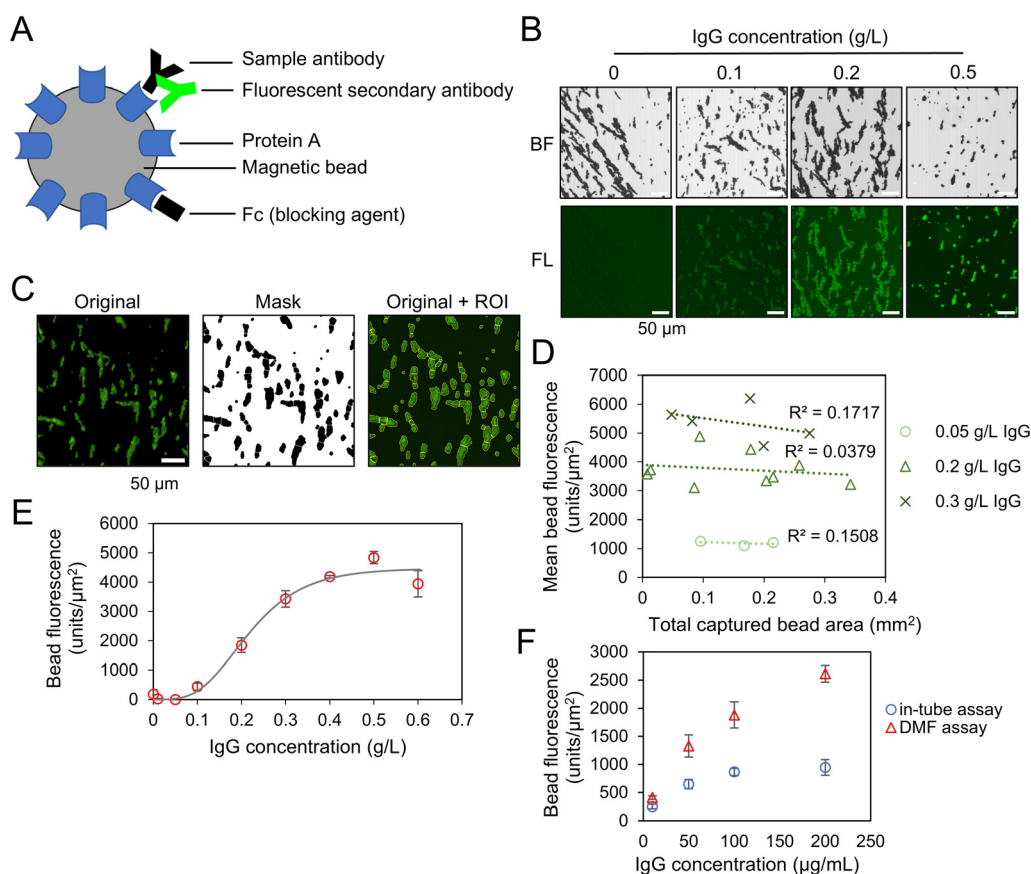 A
Sample antibody
Fluorescent secondary antibody
Protein A
Magnetic bead
Fc (blocking agent)
B
IgG concentration (g/L)
0 0.1 0.2 0.5
BF
FL
50 µm
C
Original Mask Original + ROI
50 µm
D
Mean bead fluorescence
(units/µm²)
7000
6000
5000
4000
3000
2000
1000
0
R² = 0.1717
R² = 0.0379
R² = 0.1508
0 0.1 0.2 0.3 0.4
Total captured bead area (mm²)
0.05 g/L IgG
0.2 g/L IgG
0.3 g/L IgG
E
Bead fluorescence
(units/µm²)
6000
5000
4000
3000
2000
1000
0
0 0.1 0.2 0.3 0.4 0.5 0.6 0.7
IgG concentration (g/L)
F
Bead fluorescence
(units/µm²)
3000
2500
2000
1500
1000
500
0
0 50 100 150 200 250
IgG concentration (µg/mL)
in-tube assay
DMF assay